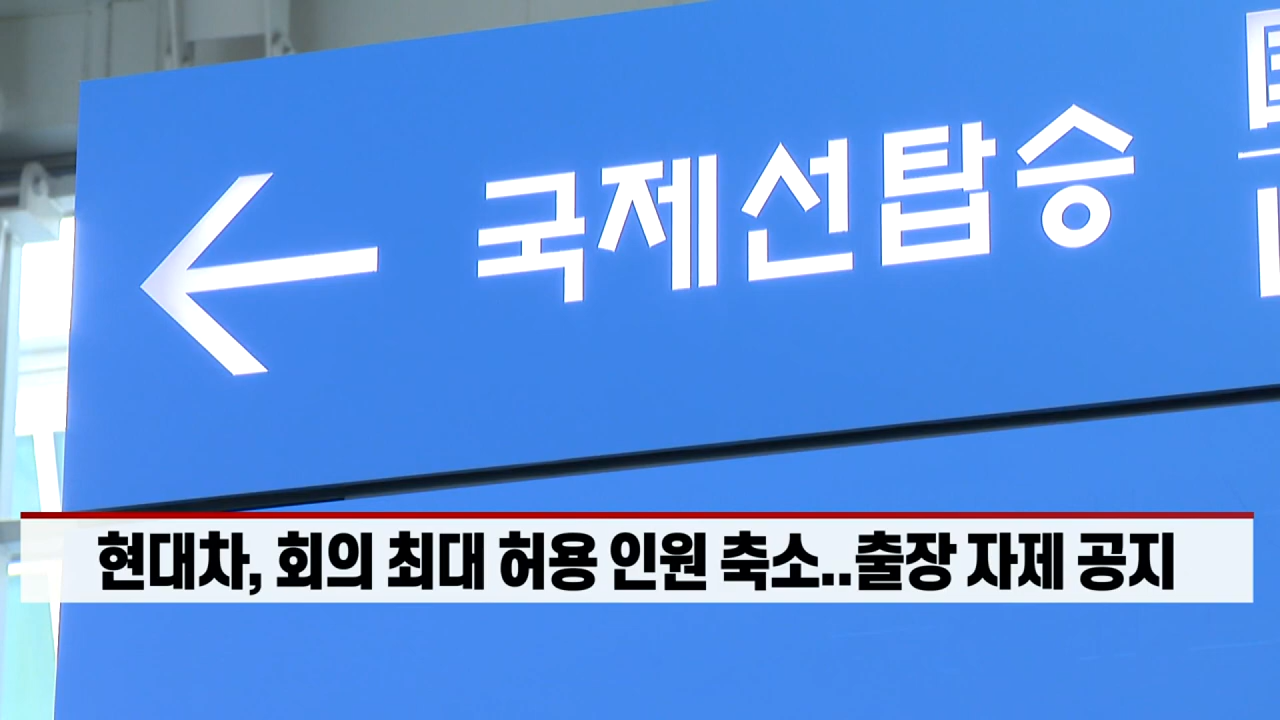 국제선탑승
현대차, 회의 최대 허용 인원 축소..출장 자제 공지